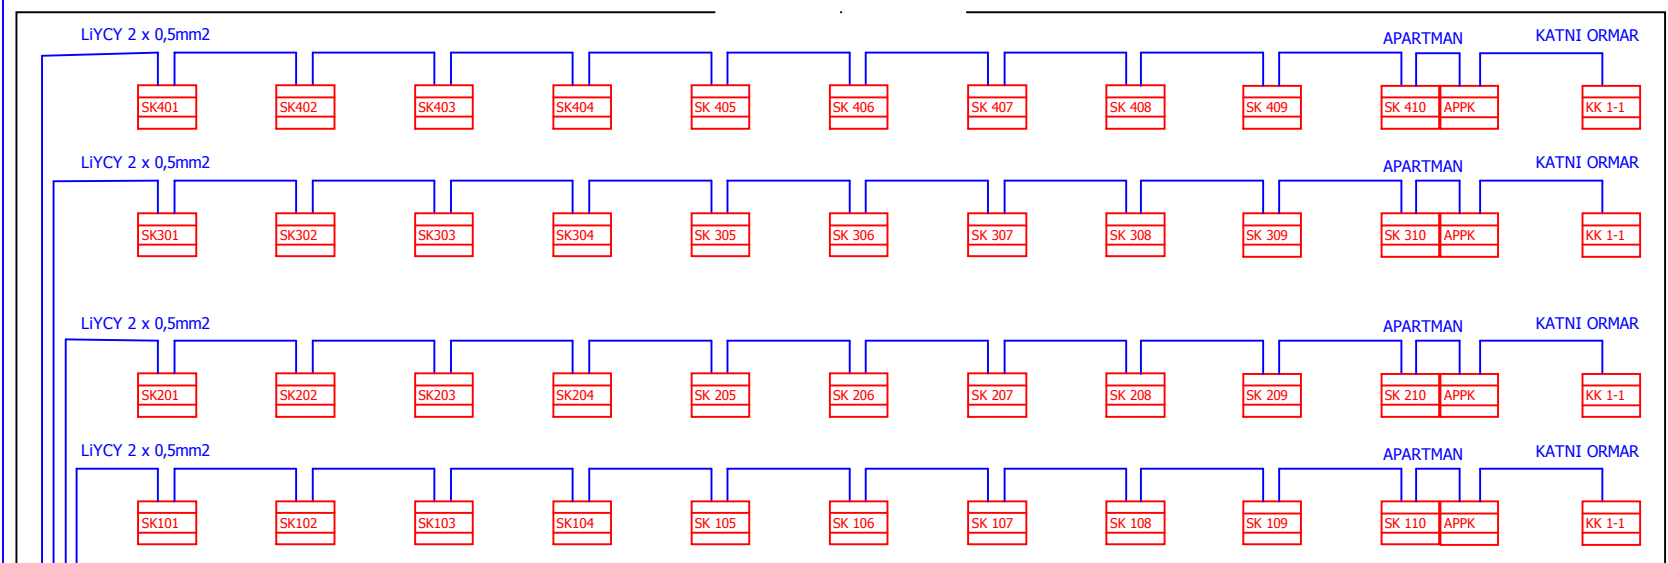 LiYCY 2 x 0,5mm2 APARTMAN KATNI ORMAR
SK401 SK402 SK403 SK404 SK 405 SK 406 SK 407 SK 408 SK 409 SK 410 APPK KK 1-1
LiYCY 2 x 0,5mm2 APARTMAN KATNI ORMAR
SK301 SK302 SK303 SK304 SK 305 SK 306 SK 307 SK 308 SK 309 SK 310 APPK KK 1-1
LiYCY 2 x 0,5mm2 APARTMAN KATNI ORMAR
SK201 SK202 SK203 SK204 SK 205 SK 206 SK 207 SK 208 SK 209 SK 210 APPK KK 1-1
LiYCY 2 x 0,5mm2 APARTMAN KATNI ORMAR
SK101 SK102 SK103 SK104 SK 105 SK 106 SK 107 SK 108 SK 109 SK 110 APPK KK 1-1